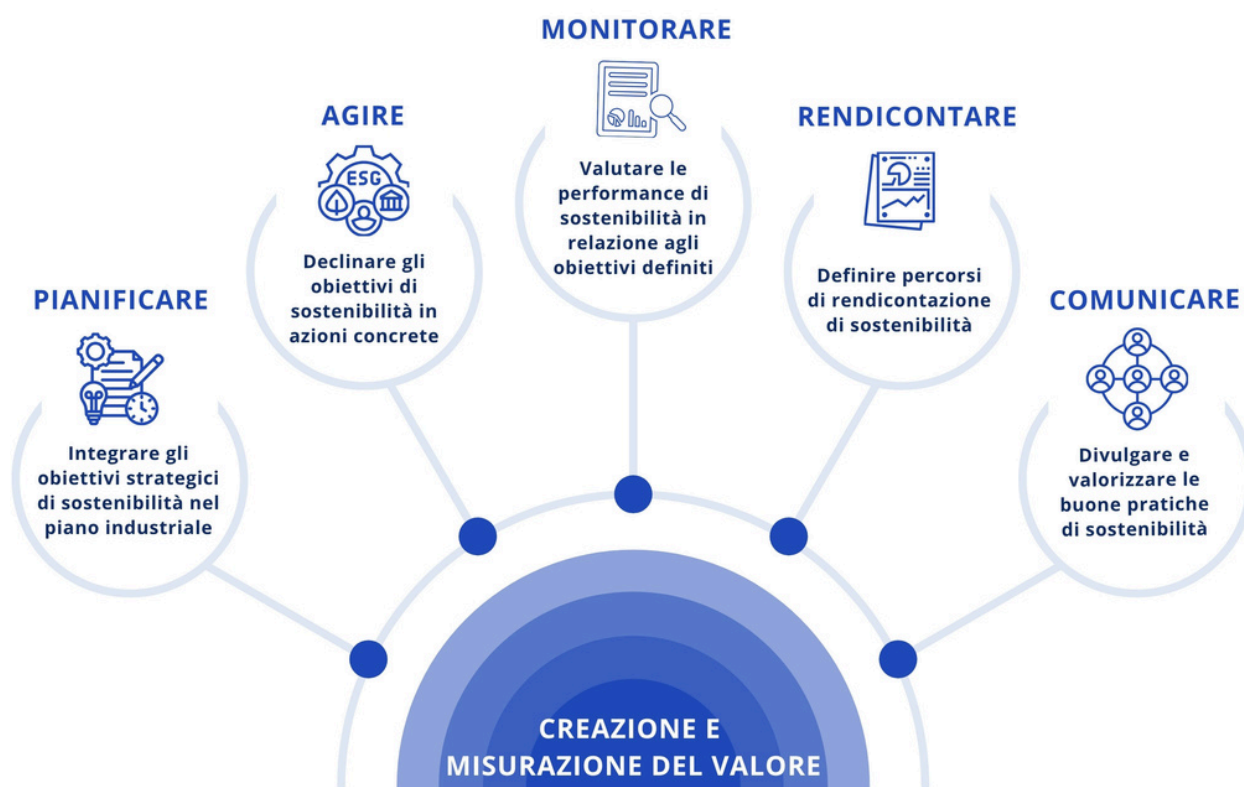 MONITORARE
Valutare le
performance di
sostenibilità in
relazione agli
obiettivi definiti
AGIRE
ESG
Declinare gli
obiettivi di
sostenibilità in
azioni concrete
RENDICONTARE
Definire percorsi
di rendicontazione
di sostenibilità
PIANIFICARE
Integrare gli
obiettivi strategici
di sostenibilità nel
piano industriale
COMUNICARE
Divulgare e
valorizzare le
buone pratiche
di sostenibilità
CREAZIONE E
MISURAZIONE DEL VALORE